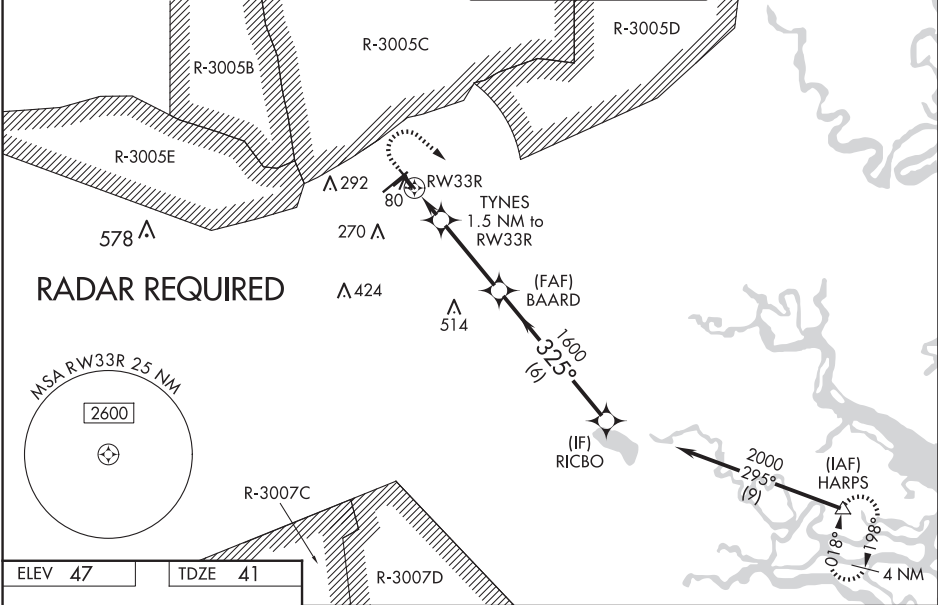 R-3005D
R-3005C
R-3005B
R-3005E
292
RW33R
80
TYNES
1.5 NM to
RW33R
270
578
RADAR REQUIRED
424
(FAF)
BAARD
514
1600
325°
(6)
MSA RW33R 25 NM
2600
(IF)
RICBO
2000
295°
(9)
(IAF)
HARPS
R-3007C
018°
198°
4 NM
ELEV 47
TDZE 41
R-3007D